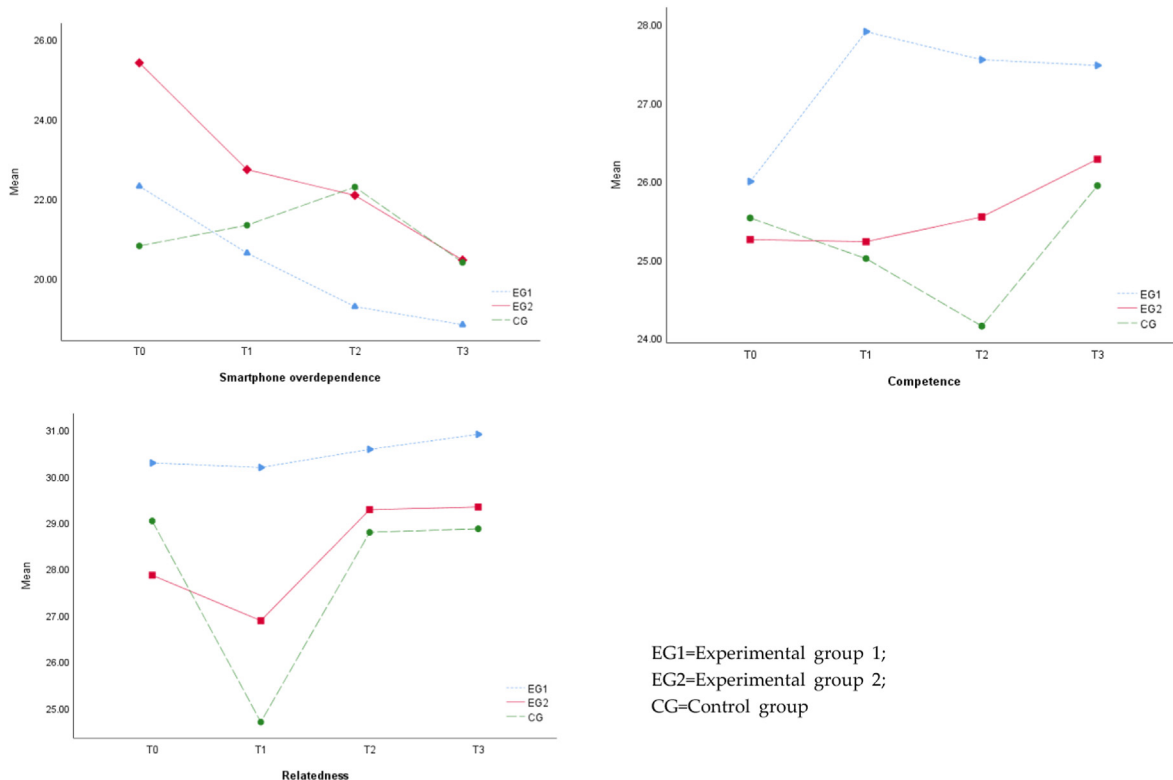 26.00
24.00
22.00
20.00
Mean
EG1
EG2
CG
T0 T1 T2 T3
Smartphone overdependence
28.00
27.00
26.00
25.00
24.00
Mean
EG1
EG2
CG
T0 T1 T2 T3
Competence
31.00
30.00
29.00
28.00
27.00
26.00
25.00
Mean
EG1
EG2
CG
T0 T1 T2 T3
Relatedness
EG1=Experimental group 1;
EG2=Experimental group 2;
CG=Control group